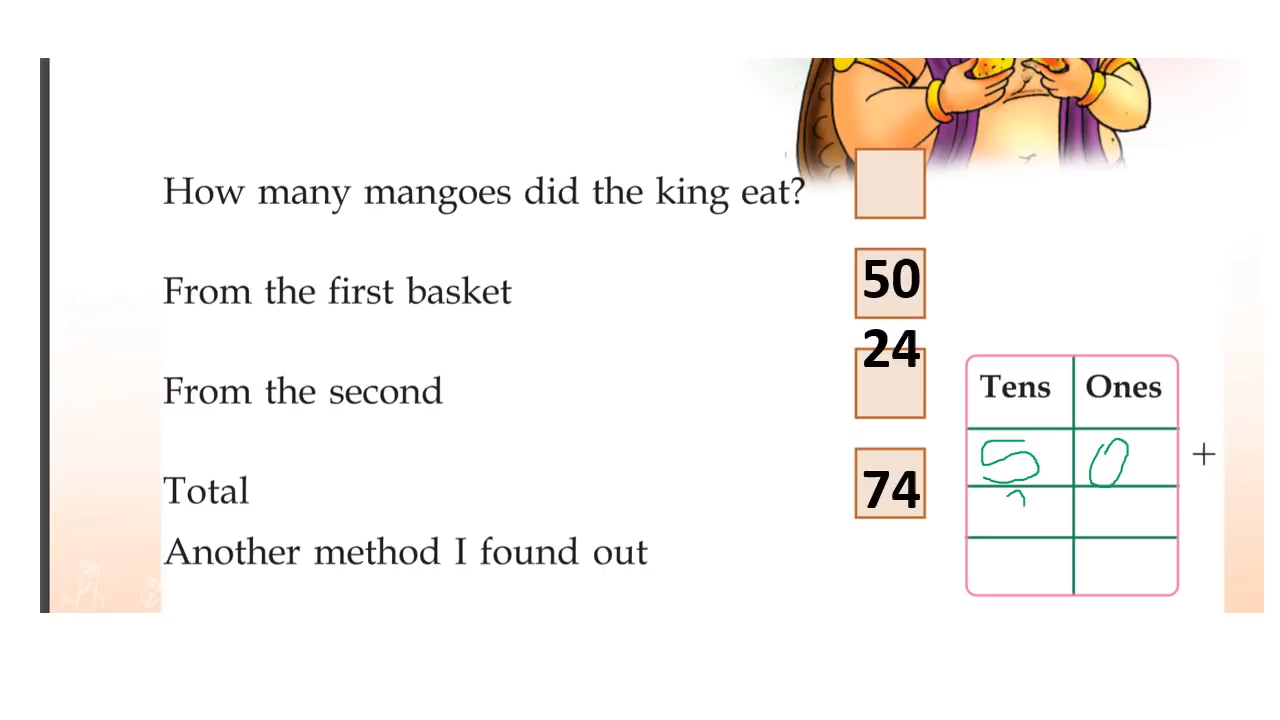 How many mangoes did the king eat?
From the first basket 50
From the second 24
Tens Ones
5 0 +
Total 74
Another method I found out